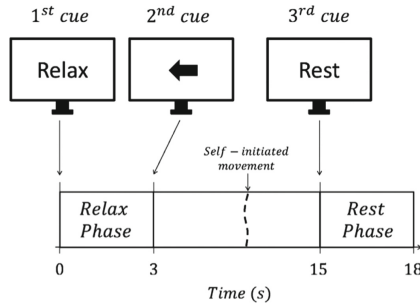 1st cue
2nd cue
3rd cue
Relax
Rest
Self – initiated
movement
Relax
Phase
Rest
Phase
0
3
15
18
Time (s)